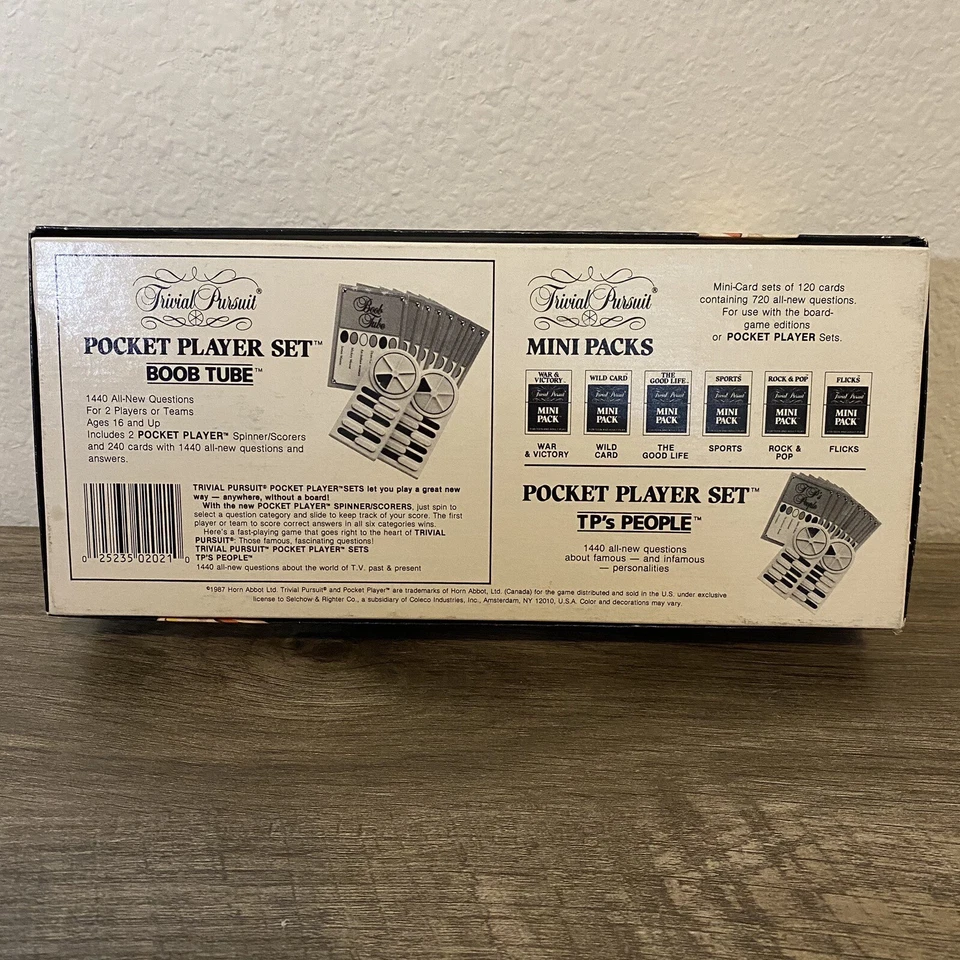 Trivial Pursuit®
POCKET PLAYER SET™
BOOB TUBE™
1440 All-New Questions
For 2 Players or Teams
Ages 16 and Up
Includes 2 POCKET PLAYER™ Spinner/Scorers
and 240 cards with 1440 all-new questions and
answers.
Boob
Tube
0 25235 02021 0
TRIVIAL PURSUIT® POCKET PLAYER™SETS let you play a great new
way — anywhere, without a board!
With the new POCKET PLAYER™ SPINNER/SCORERS, just spin to
select a question category and slide to keep track of your score. The first
player or team to score correct answers in all six categories wins.
Here's a fast-playing game that goes right to the heart of TRIVIAL
PURSUIT®: Those famous, fascinating questions!
TRIVIAL PURSUIT® POCKET PLAYER™ SETS
TP'S PEOPLE™
1440 all-new questions about the world of T.V. past & present
Trivial Pursuit®
MINI PACKS
Mini-Card sets of 120 cards
containing 720 all-new questions.
For use with the board-
game editions
or POCKET PLAYER Sets.
WAR &
VICTORY
MINI
PACK
WAR
& VICTORY
WILD CARD
MINI
PACK
WILD
CARD
THE
GOOD LIFE
MINI
PACK
THE
GOOD LIFE
SPORTS
MINI
PACK
SPORTS
ROCK & POP
MINI
PACK
ROCK &
POP
FLICKS
MINI
PACK
FLICKS
POCKET PLAYER SET™
TP's PEOPLE™
1440 all-new questions
about famous — and infamous
— personalities
TP's
People
©1987 Horn Abbot Ltd. Trivial Pursuit® and Pocket Player™ are trademarks of Horn Abbot Ltd. (Canada) for the game distributed and sold in the U.S. under exclusive
license to Selchow & Righter Co., a subsidiary of Coleco Industries, Inc., Amsterdam, NY 12010, U.S.A. Color and decorations may vary.